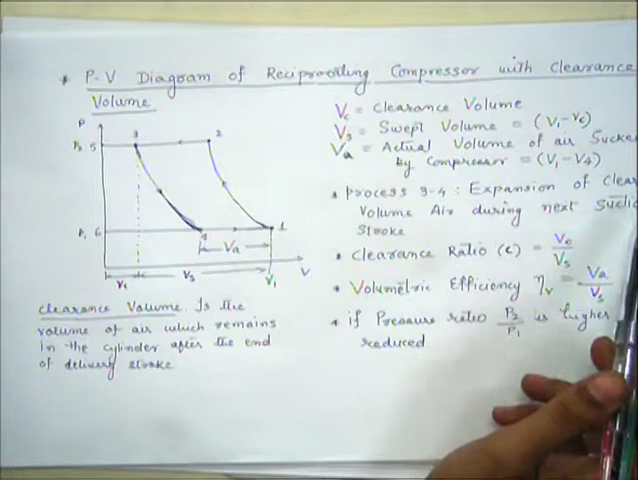 * P-V Diagram of Reciprocating Compressor with Clearance
Volume
P
P₂ 5
3
2
P₁ 6
4
1
Va
Vc
Vs
V₁
V
Vc = Clearance Volume
Vs = Swept Volume = (V₁-Vc)
Va = Actual Volume of air Sucke
by Compressor = (V₁-V4)
• Process 3-4 : Expansion of Clea
Volume Air during next Suctio
Stroke
• Clearance Ratio (c) = Vc/Vs
• Volumetric Efficiency ηv = Va/Vs
• if Pressure ratio P₂/P₁ is higher
reduced
Clearance Volume. Is the
volume of air which remains
in the cylinder after the end
of delivery stroke